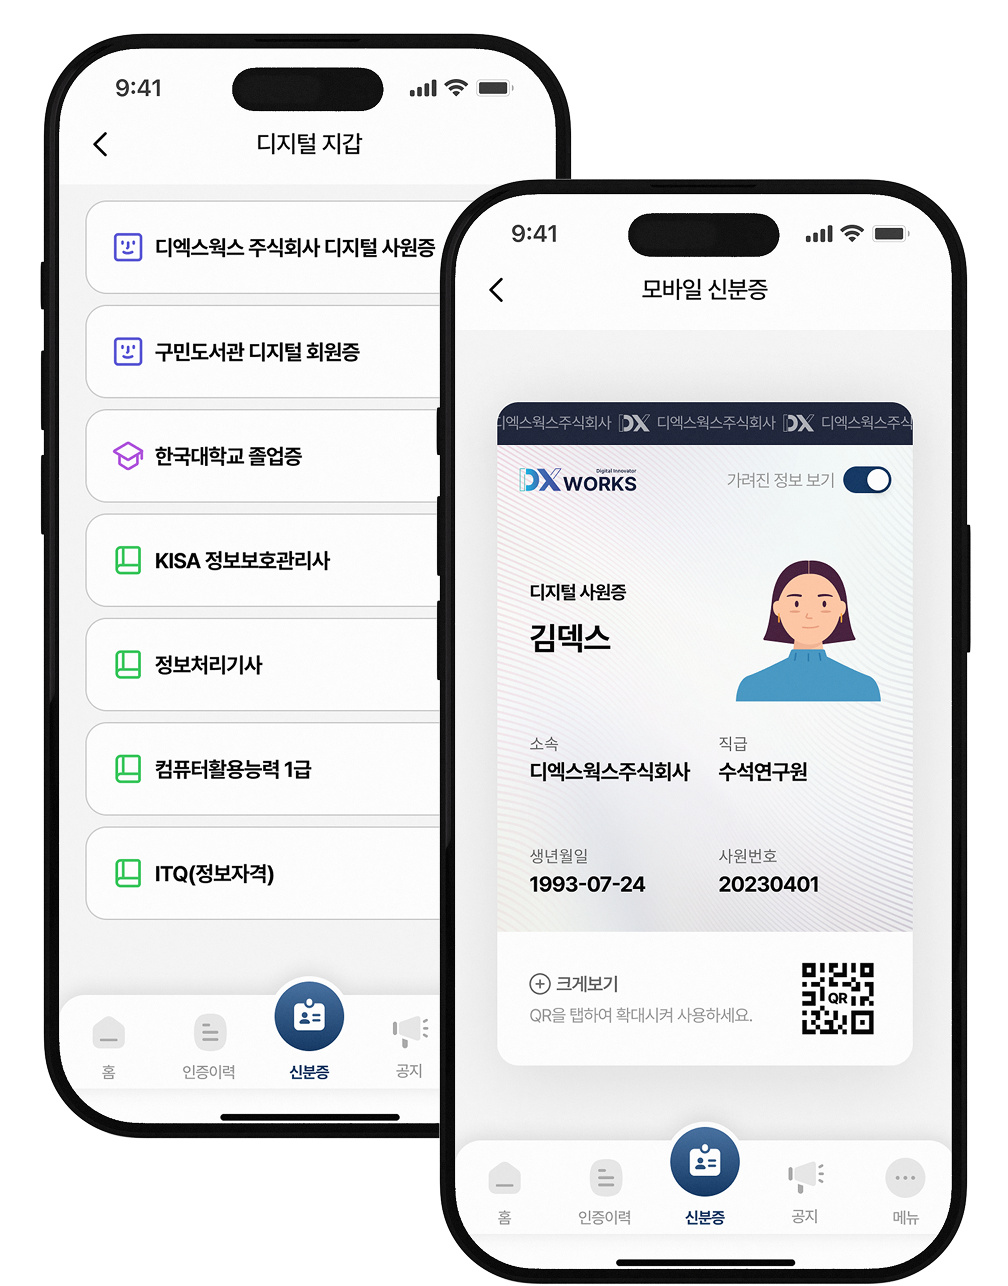 9:41
디지털 지갑
디엑스웍스 주식회사 디지털 사원증
구민도서관 디지털 회원증
한국대학교 졸업증
KISA 정보보호관리사
정보처리기사
컴퓨터활용능력 1급
ITQ(정보자격)
홈
인증이력
신분증
공지
9:41
모바일 신분증
디엑스웍스주식회사 DX 디엑스웍스주식회사 DX 디엑스웍스주식
Digital Innovator
DX WORKS
가려진 정보 보기
디지털 사원증
김덱스
소속
직급
디엑스웍스주식회사
수석연구원
생년월일
사원번호
1993-07-24
20230401
크게보기
QR을 탭하여 확대시켜 사용하세요.
QR
홈
인증이력
신분증
공지
메뉴